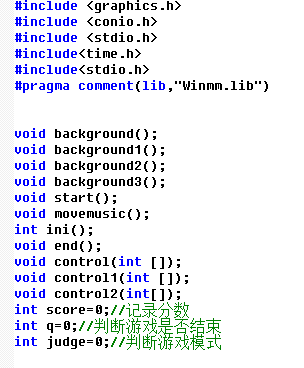 #include <graphics.h>
#include <conio.h>
#include <stdio.h>
#include<time.h>
#include<stdio.h>
#pragma comment(lib,"Winmm.lib")
void background();
void background1();
void background2();
void background3();
void start();
void movemusic();
int ini();
void end();
void control(int []);
void control1(int []);
void control2(int[]);
int score=0;//记录分数
int q=0;//判断游戏是否结束
int judge=0;//判断游戏模式